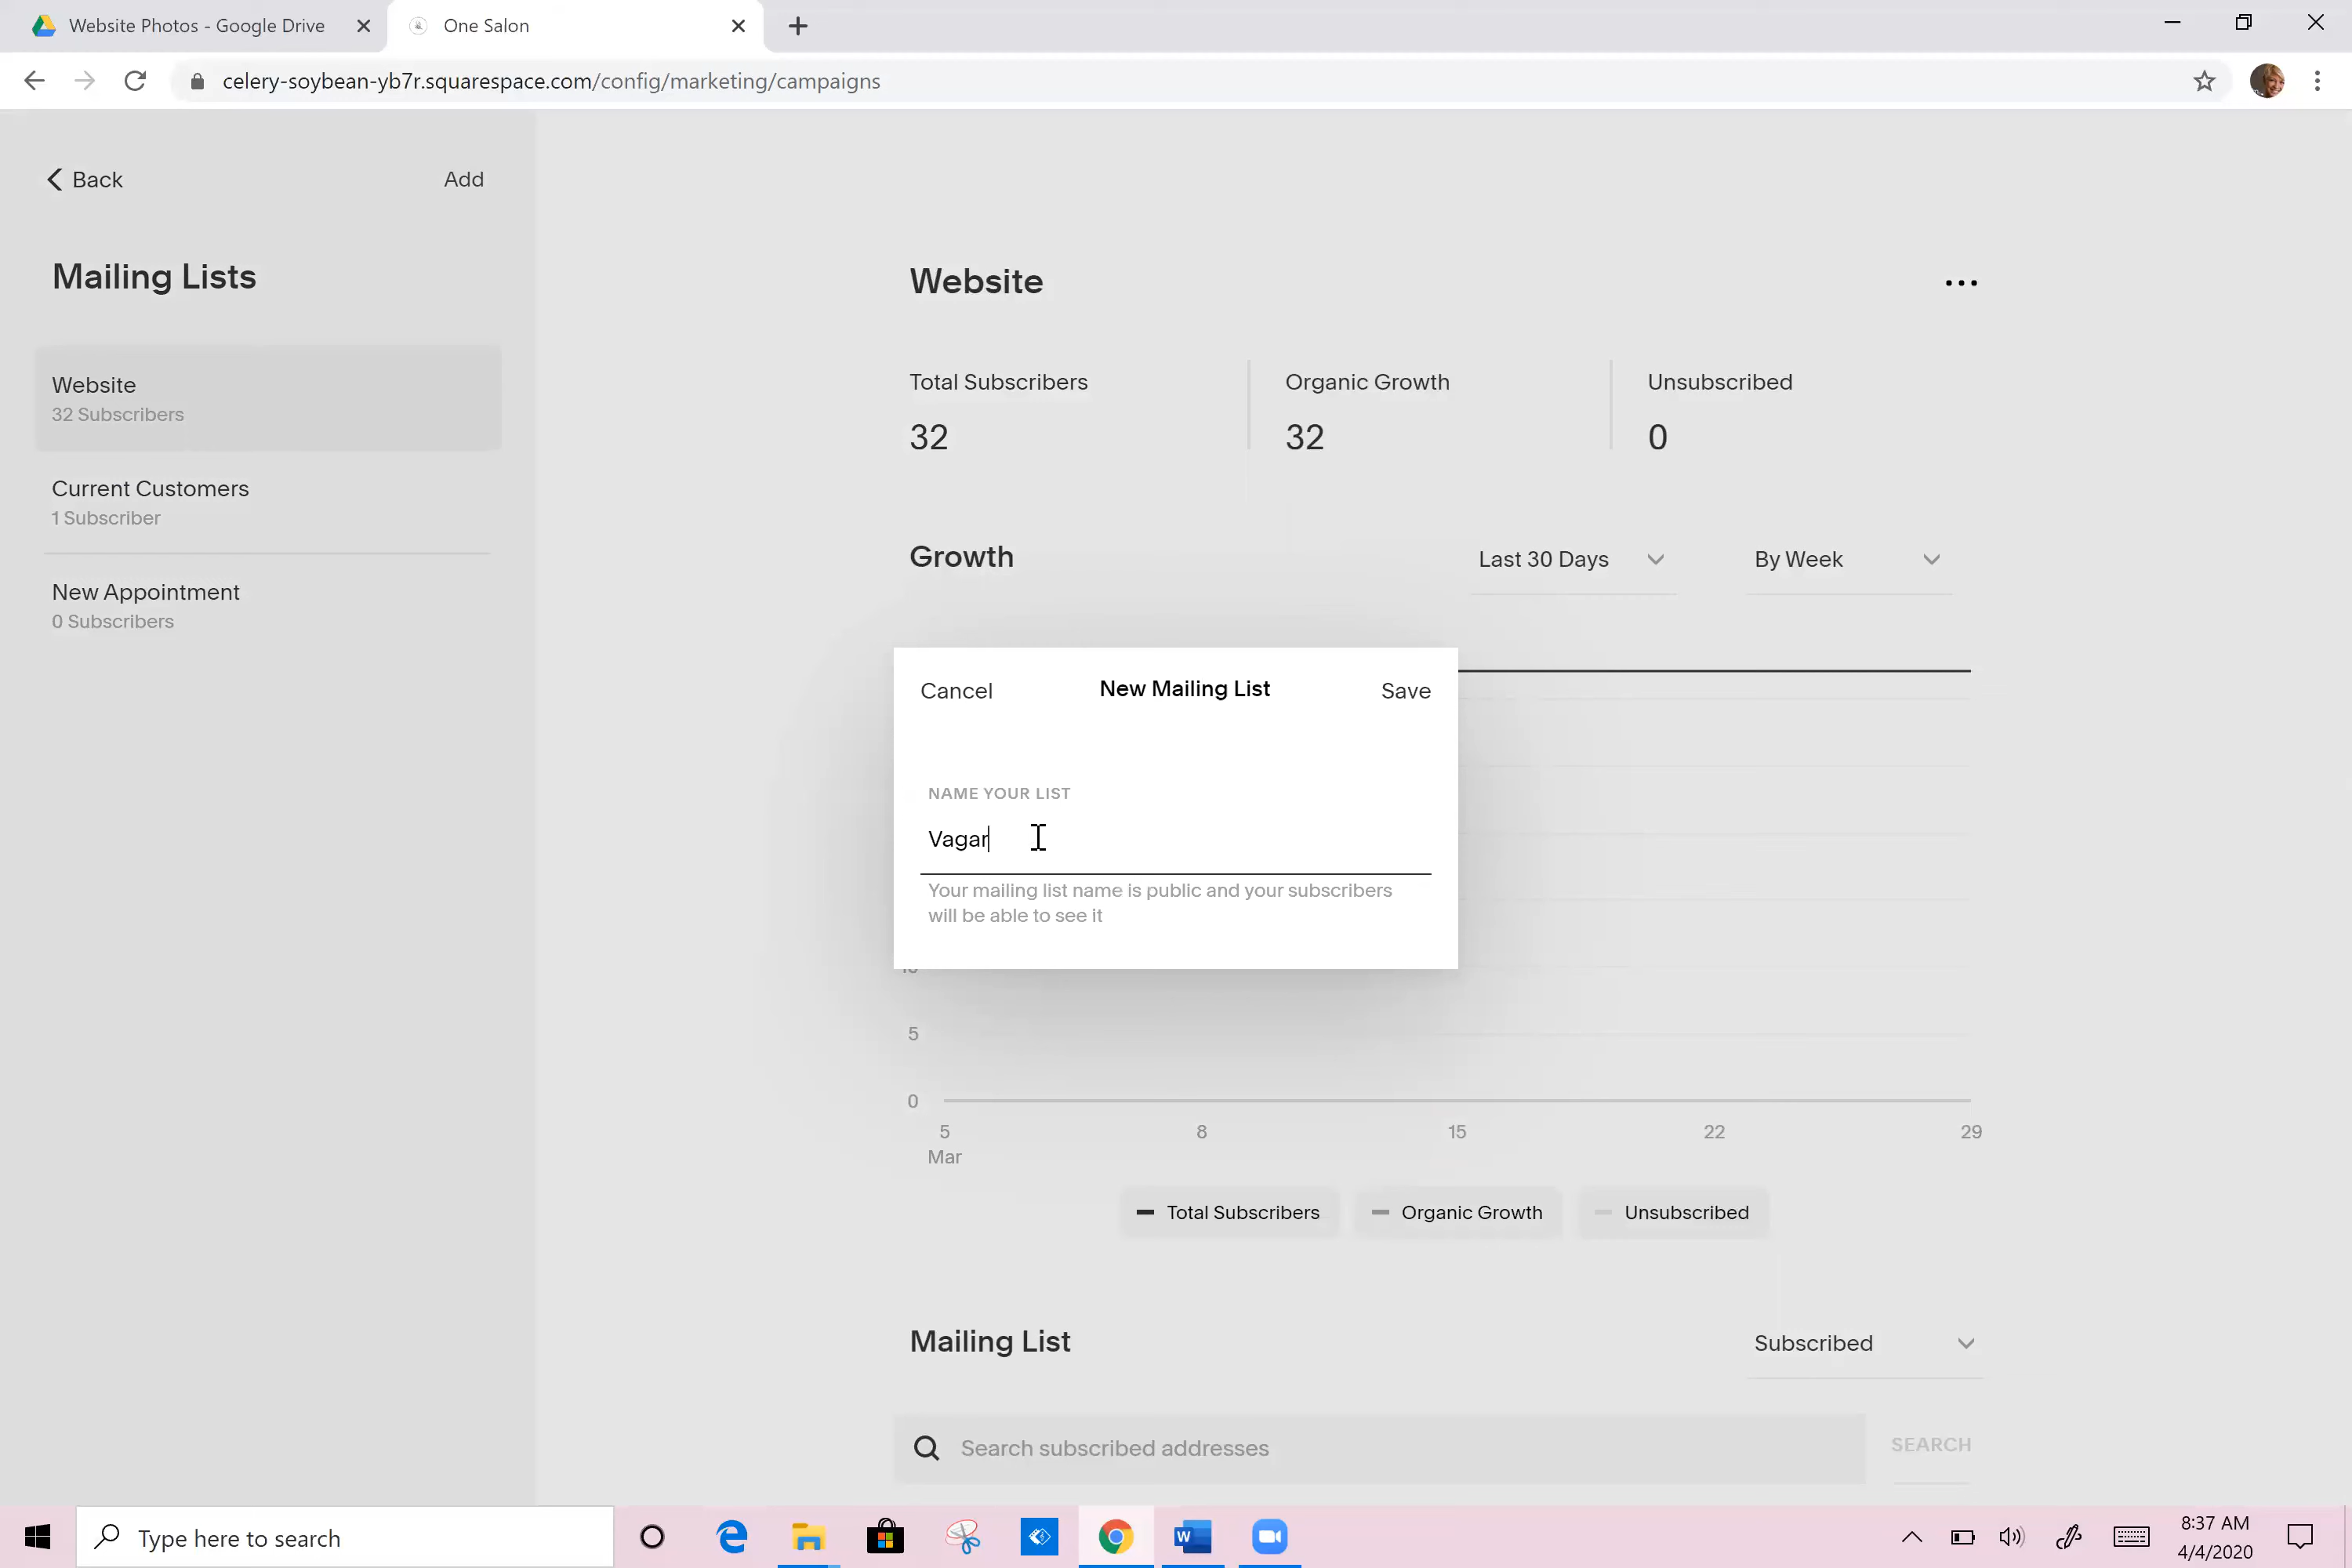 Website Photos - Google Drive
One Salon
celery-soybean-yb7r.squarespace.com/config/marketing/campaigns
Back
Add
Mailing Lists
Website
32 Subscribers
Current Customers
1 Subscriber
New Appointment
0 Subscribers
Website
Total Subscribers
32
Organic Growth
32
Unsubscribed
0
Growth
Last 30 Days
By Week
Cancel
New Mailing List
Save
NAME YOUR LIST
Vagar
Your mailing list name is public and your subscribers
will be able to see it
5
0
5
8
15
22
29
Mar
Total Subscribers
Organic Growth
Unsubscribed
Mailing List
Subscribed
Search subscribed addresses
SEARCH
Type here to search
W
8:37 AM
4/4/2020